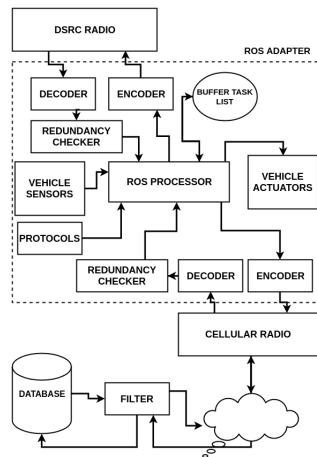 DSRC RADIO
ROS ADAPTER
DECODER
ENCODER
BUFFER TASK
LIST
REDUNDANCY
CHECKER
VEHICLE
SENSORS
ROS PROCESSOR
VEHICLE
ACTUATORS
PROTOCOLS
REDUNDANCY
CHECKER
DECODER
ENCODER
CELLULAR RADIO
DATABASE
FILTER